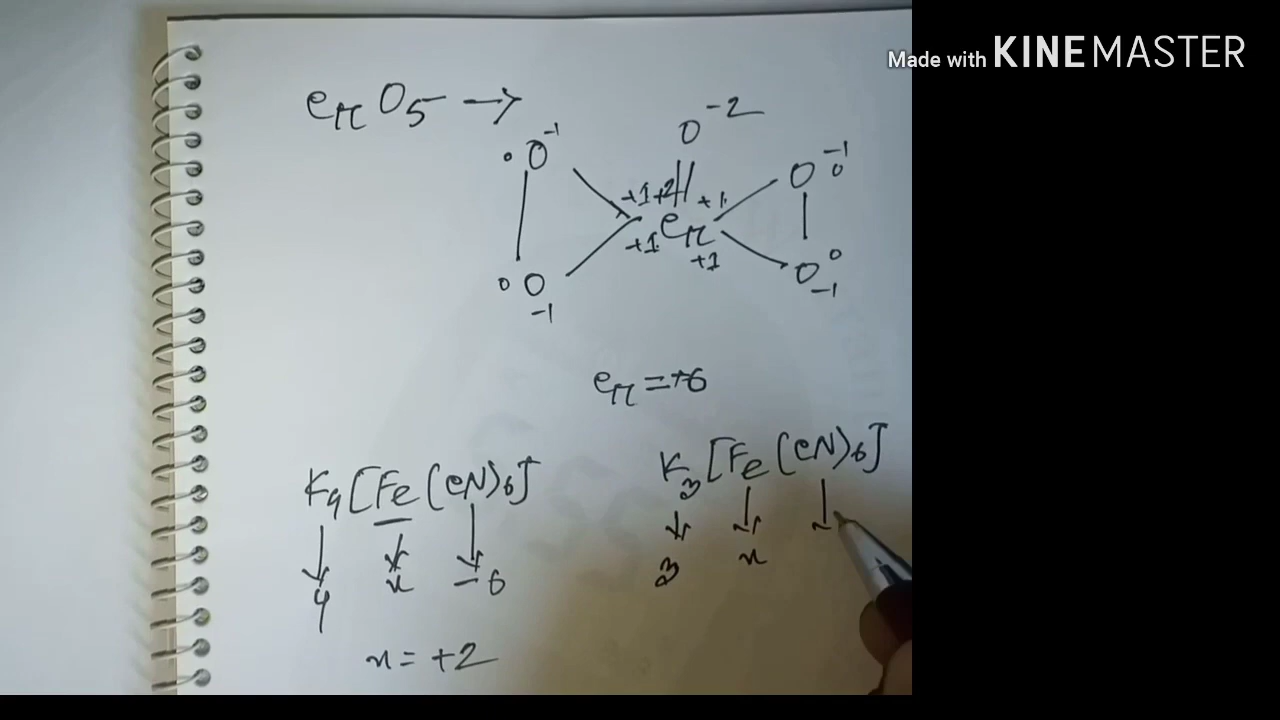 Made with KINEMASTER
CrO5 →
O-2
O-1 O-1
+1 +2 +1
Cr
+1 +1
O-1 O-1
Cr=+6
K4[Fe(CN)6] K3[Fe(CN)6]
4 x -6 3 x
x=+2